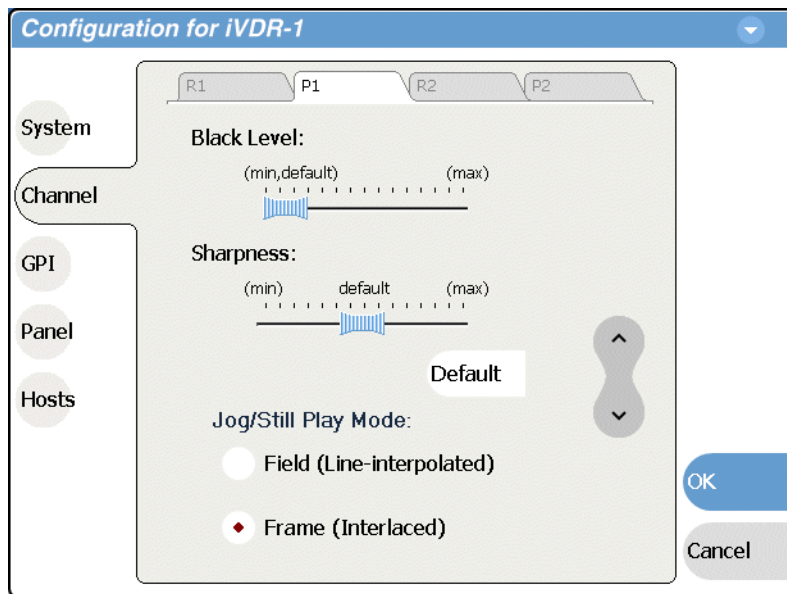 Configuration for iVDR-1
R1 P1 R2 P2
System
Channel
GPI
Panel
Hosts
Black Level:
(min,default) (max)
Sharpness:
(min) default (max)
Default
Jog/Still Play Mode:
Field (Line-interpolated)
Frame (Interlaced)
OK
Cancel